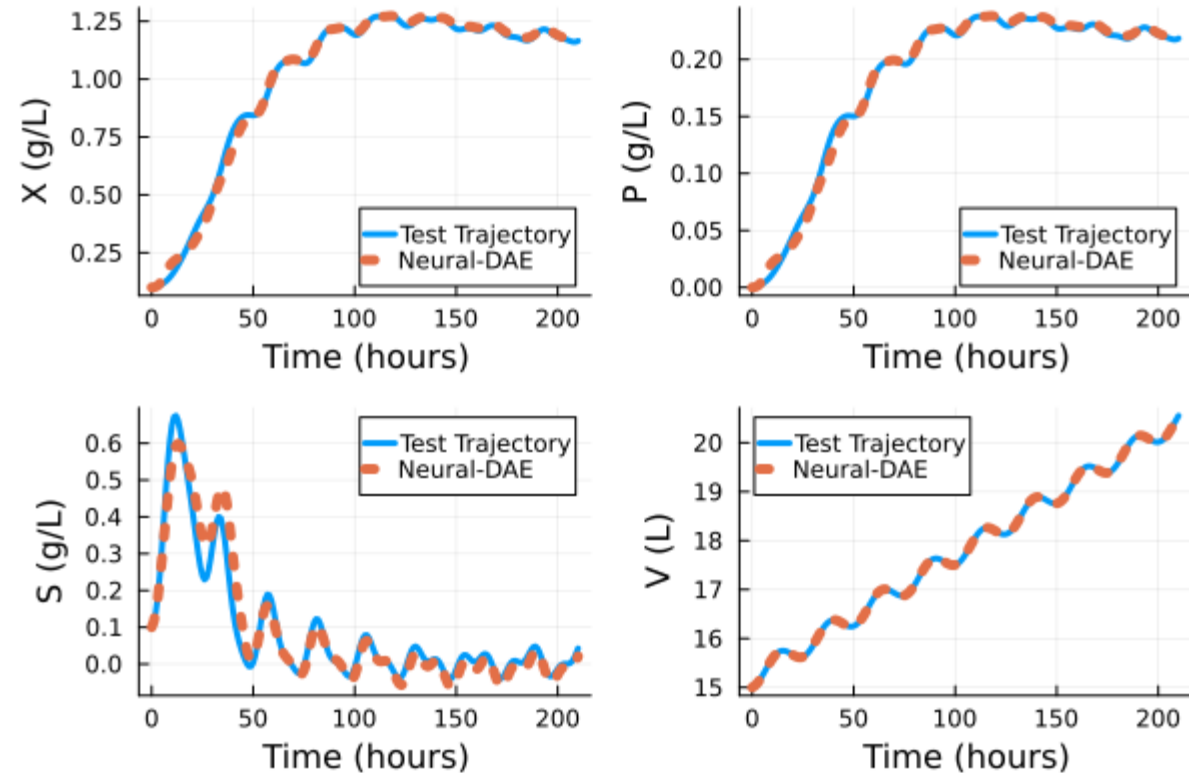 X (g/L)
1.25
1.00
0.75
0.50
0.25
Test Trajectory
Neural-DAE
0 50 100 150 200
Time (hours)
P (g/L)
0.20
0.15
0.10
0.05
0.00
Test Trajectory
Neural-DAE
0 50 100 150 200
Time (hours)
S (g/L)
0.6
0.5
0.4
0.3
0.2
0.1
0.0
Test Trajectory
Neural-DAE
0 50 100 150 200
Time (hours)
V (L)
20
19
18
17
16
15
Test Trajectory
Neural-DAE
0 50 100 150 200
Time (hours)